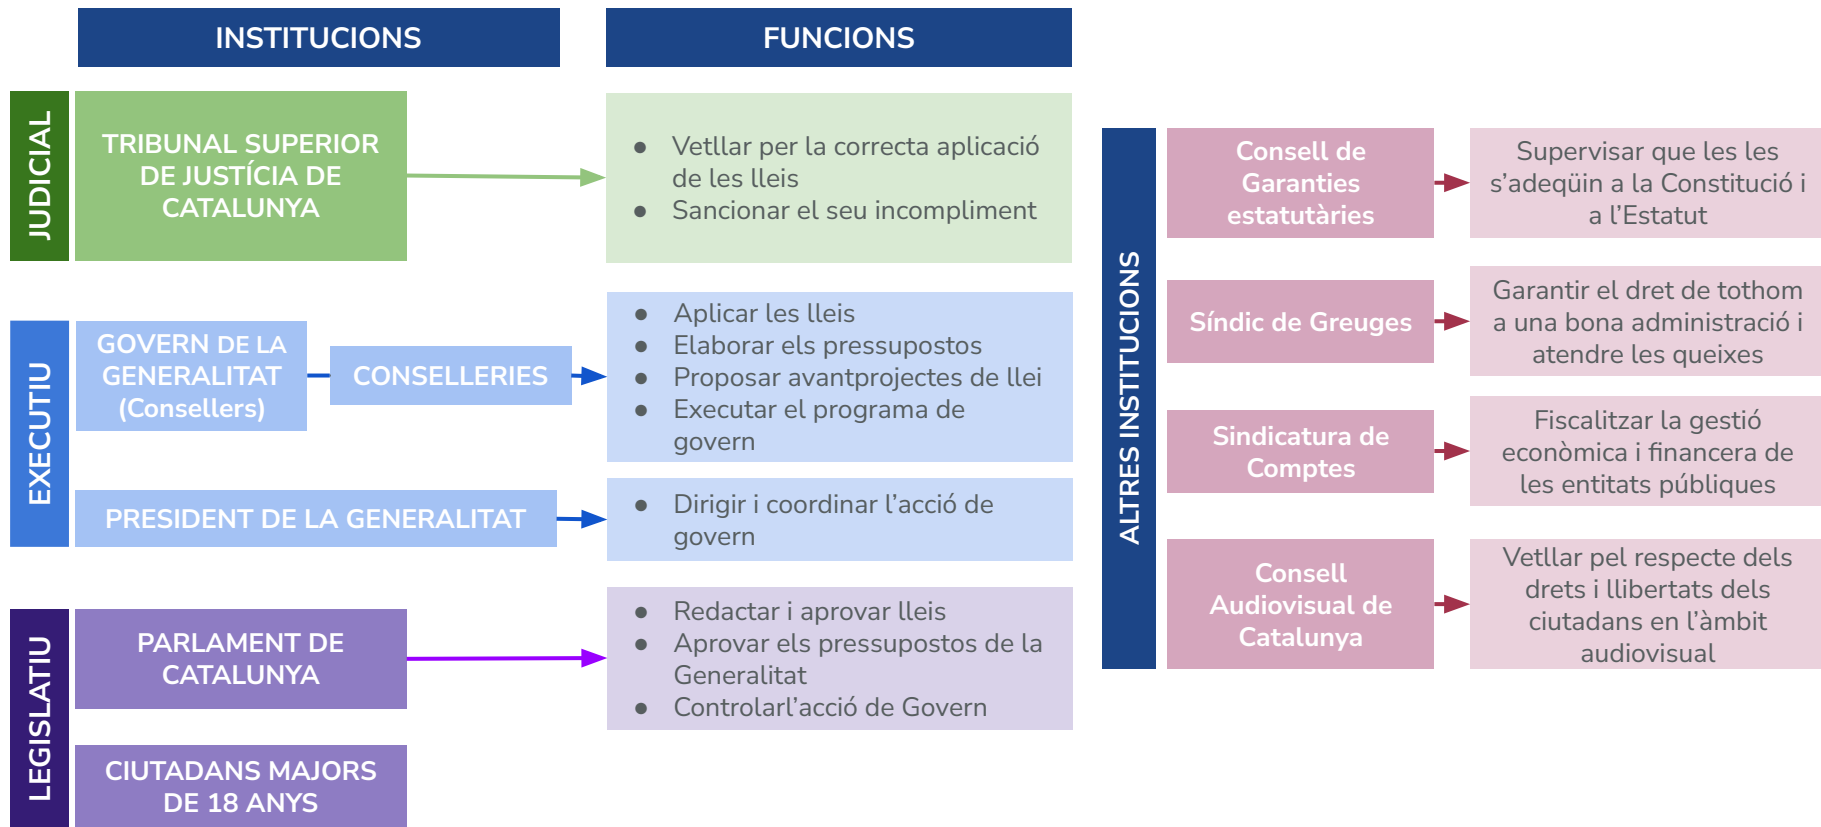 INSTITUCIONS
FUNCIONS
JUDICIAL
TRIBUNAL SUPERIOR
DE JUSTÍCIA DE
CATALUNYA
● Vetllar per la correcta aplicació
de les lleis
● Sancionar el seu incompliment
EXECUTIU
GOVERN DE LA
GENERALITAT
(Consellers)
CONSELLERIES
● Aplicar les lleis
● Elaborar els pressupostos
● Proposar avantprojectes de llei
● Executar el programa de
govern
PRESIDENT DE LA GENERALITAT
● Dirigir i coordinar l’acció de
govern
LEGISLATIU
PARLAMENT DE
CATALUNYA
● Redactar i aprovar lleis
● Aprovar els pressupostos de la
Generalitat
● Controlarl’acció de Govern
CIUTADANS MAJORS
DE 18 ANYS
ALTRES INSTITUCIONS
Consell de
Garanties
estatutàries
Supervisar que les les
s’adeqüin a la Constitució i
a l’Estatut
Síndic de Greuges
Garantir el dret de tothom
a una bona administració i
atendre les queixes
Sindicatura de
Comptes
Fiscalitzar la gestió
econòmica i financera de
les entitats públiques
Consell
Audiovisual de
Catalunya
Vetllar pel respecte dels
drets i llibertats dels
ciutadans en l’àmbit
audiovisual